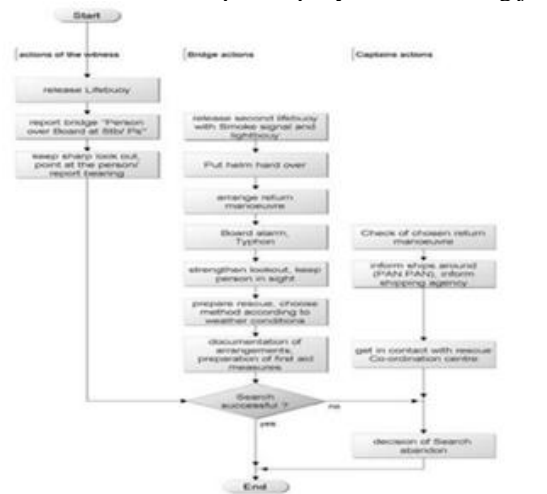 Start
actions of the witness
Bridge actions
Captains actions
release Lifebuoy
report bridge "Person
over Board at Stb/ Ps"
keep sharp look out,
point at the person/
report bearing
release second lifebuoy
with Smoke signal and
lightbouy
Put helm hard over
arrange return
manoeuvre
Board alarm,
Typhon
strengthen lookout, keep
person in sight
prepare rescue, choose
method according to
weather conditions
documentation of
arrangements,
preparation of first aid
measures
Check of chosen return
manoeuvre
inform ships around
(PAN PAN), inform
shipping agency
get in contact with rescue
Co-ordination centre
Search
successful ?
no
yes
decision of Search
abandon
End